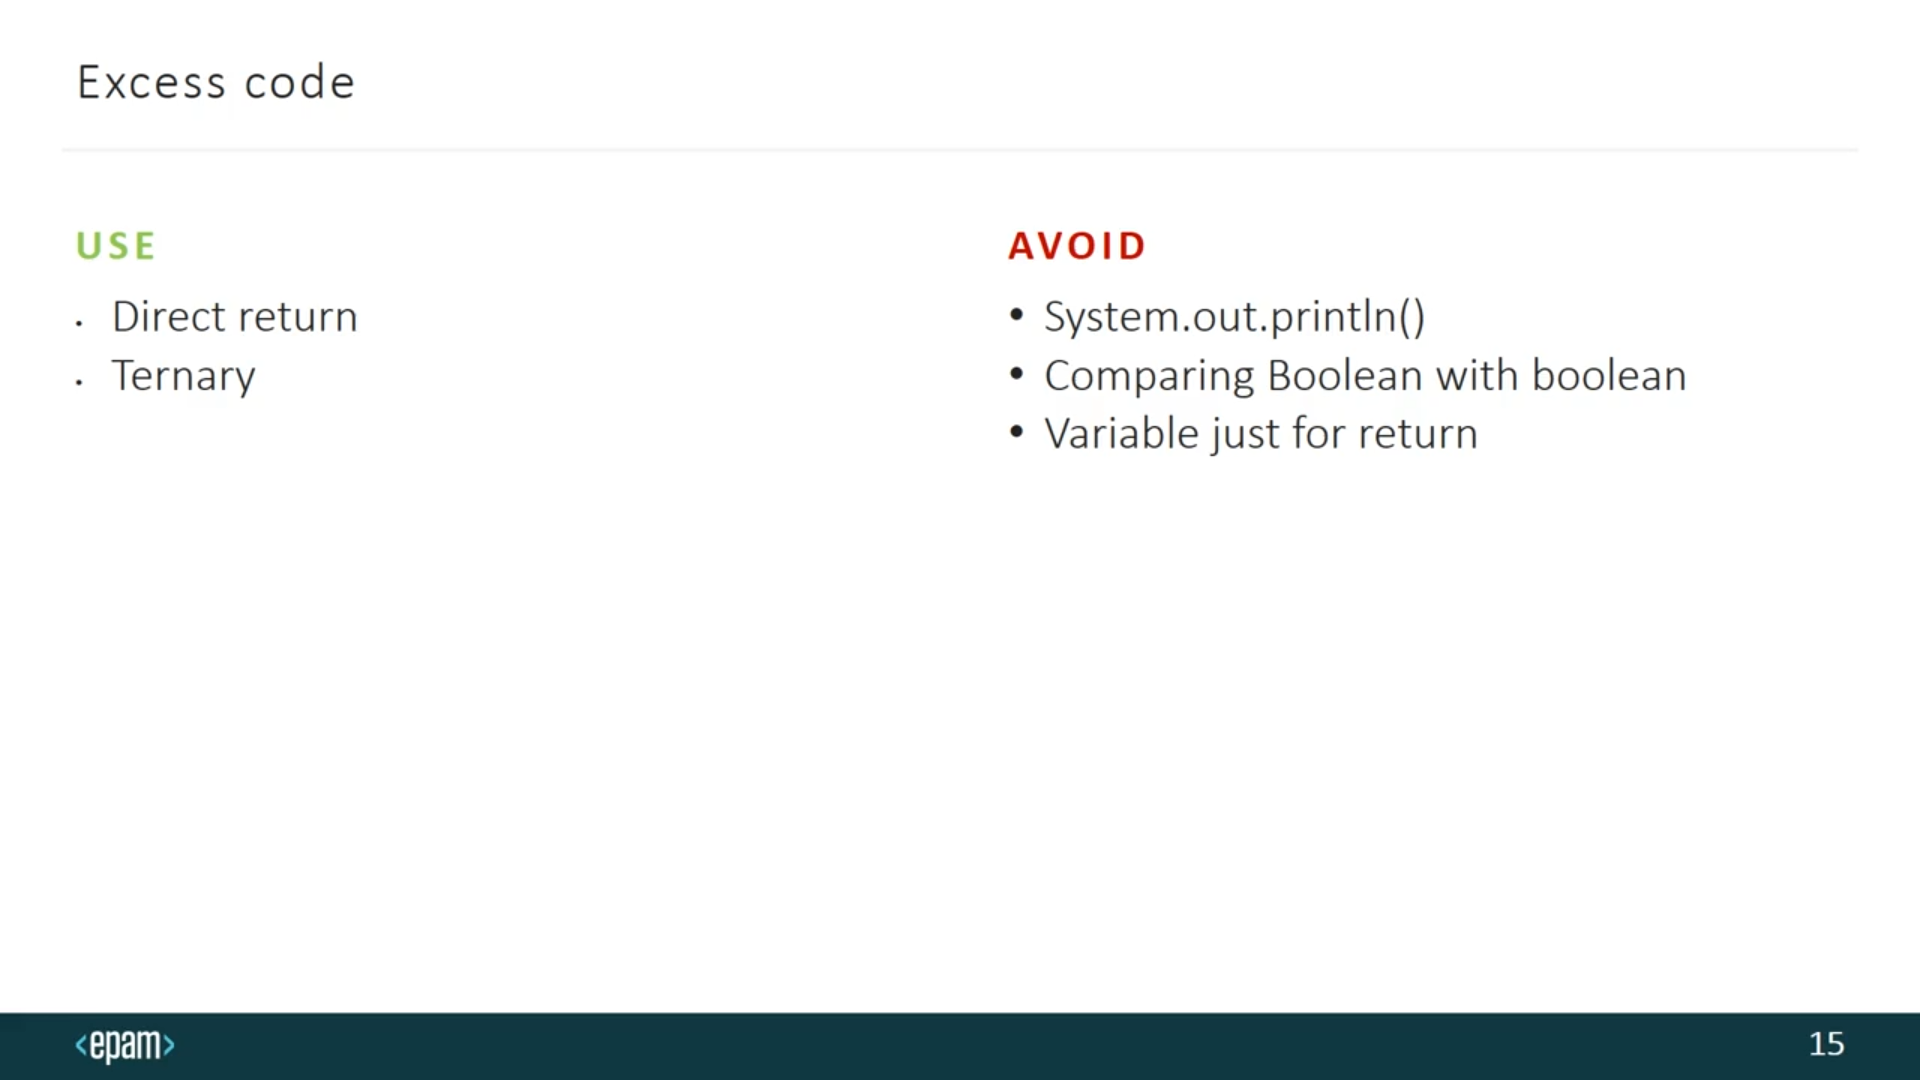 Excess code
USE
• Direct return
• Ternary
AVOID
• System.out.println()
• Comparing Boolean with boolean
• Variable just for return
<epam>
15